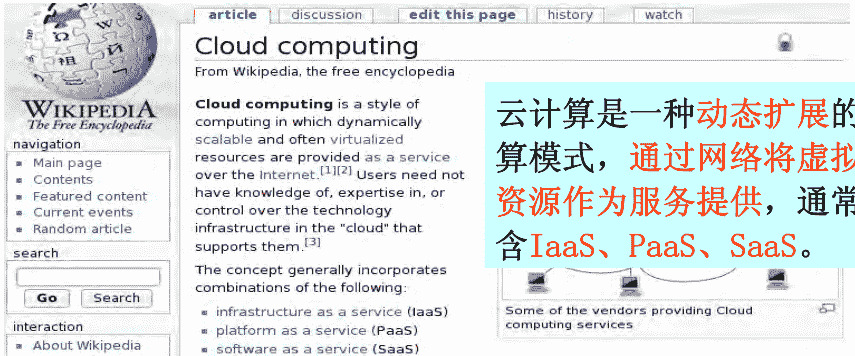 article discussion edit this page history watch
WIKIPEDIA
The Free Encyclopedia
navigation
Main page
Contents
Featured content
Current events
Random article
search
Go Search
interaction
About Wikipedia
Cloud computing
From Wikipedia, the free encyclopedia
Cloud computing is a style of
computing in which dynamically
scalable and often virtualized
resources are provided as a service
over the Internet.[1][2] Users need not
have knowledge of, expertise in, or
control over the technology
infrastructure in the "cloud" that
supports them.[3]
The concept generally incorporates
combinations of the following:
infrastructure as a service (IaaS)
platform as a service (PaaS)
software as a service (SaaS)
云计算是一种动态扩展的
算模式，通过网络将虚拟
资源作为服务提供，通常
含IaaS、PaaS、SaaS。
Some of the vendors providing Cloud
computing services